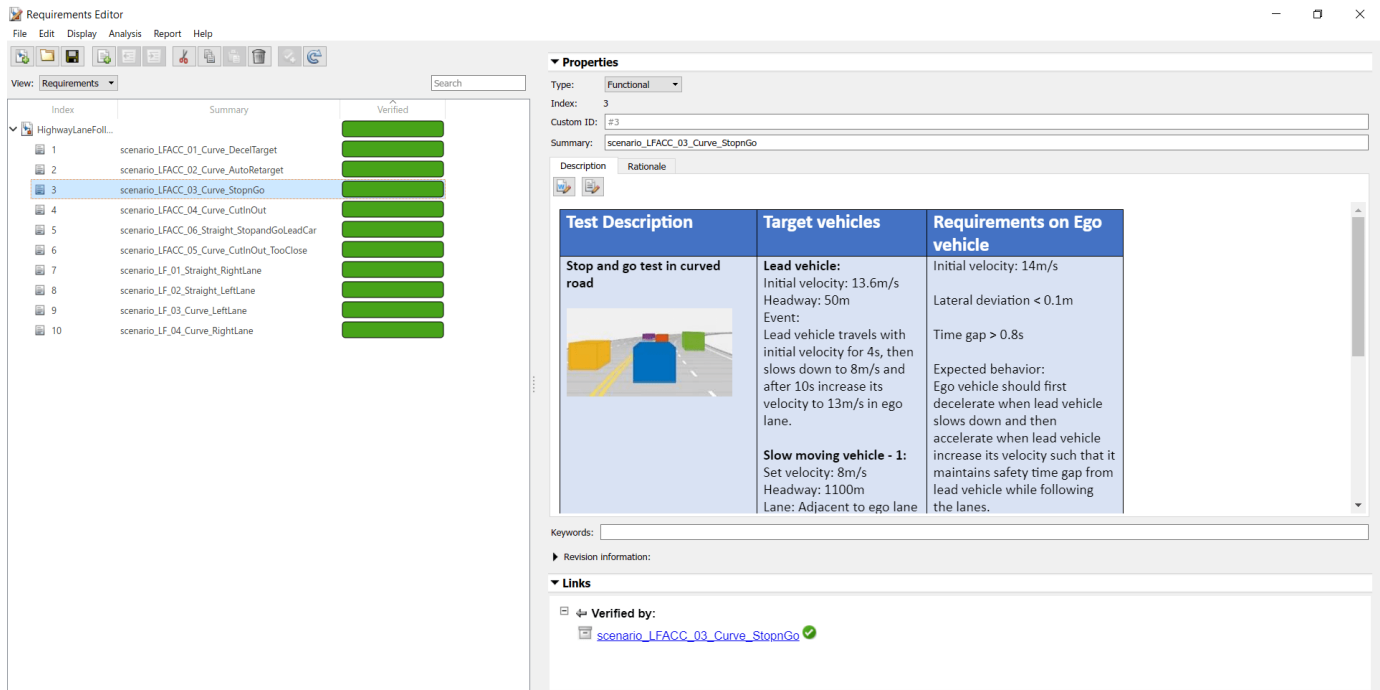 Requirements Editor
File Edit Display Analysis Report Help
View: Requirements
Search
Index Summary Verified
HighwayLaneFoll...
1 scenario_LFACC_01_Curve_DecelTarget
2 scenario_LFACC_02_Curve_AutoRetarget
3 scenario_LFACC_03_Curve_StopnGo
4 scenario_LFACC_04_Curve_CutInOut
5 scenario_LFACC_06_Straight_StopandGoLeadCar
6 scenario_LFACC_05_Curve_CutInOut_TooClose
7 scenario_LF_01_Straight_RightLane
8 scenario_LF_02_Straight_LeftLane
9 scenario_LF_03_Curve_LeftLane
10 scenario_LF_04_Curve_RightLane
Properties
Type: Functional
Index: 3
Custom ID: #3
Summary: scenario_LFACC_03_Curve_StopnGo
Description Rationale
Test Description
Target vehicles
Requirements on Ego
vehicle
Stop and go test in curved
road
Lead vehicle:
Initial velocity: 13.6m/s
Headway: 50m
Event:
Lead vehicle travels with
initial velocity for 4s, then
slows down to 8m/s and
after 10s increase its
velocity to 13m/s in ego
lane.
Slow moving vehicle - 1:
Set velocity: 8m/s
Headway: 1100m
Lane: Adjacent to ego lane
Initial velocity: 14m/s
Lateral deviation < 0.1m
Time gap > 0.8s
Expected behavior:
Ego vehicle should first
decelerate when lead vehicle
slows down and then
accelerate when lead vehicle
increase its velocity such that it
maintains safety time gap from
lead vehicle while following
the lanes.
Keywords:
Revision information:
Links
Verified by:
scenario_LFACC_03_Curve_StopnGo